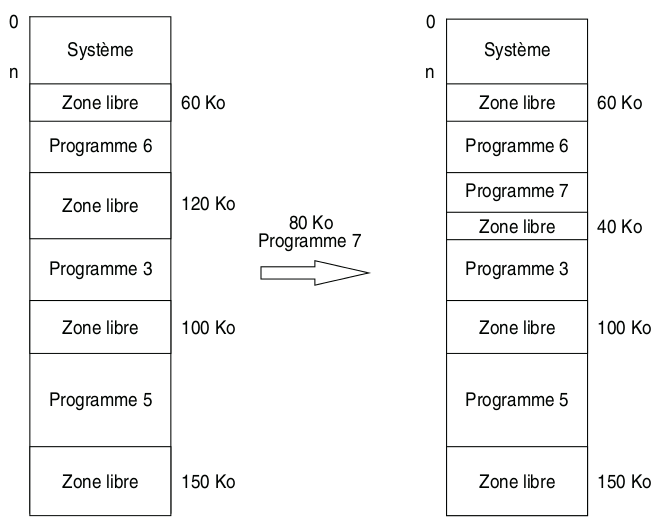 0
Système
n
Zone libre 60 Ko
Programme 6
Zone libre 120 Ko
Programme 3
Zone libre 100 Ko
Programme 5
Zone libre 150 Ko
80 Ko
Programme 7
0
Système
n
Zone libre 60 Ko
Programme 6
Programme 7
Zone libre 40 Ko
Programme 3
Zone libre 100 Ko
Programme 5
Zone libre 150 Ko